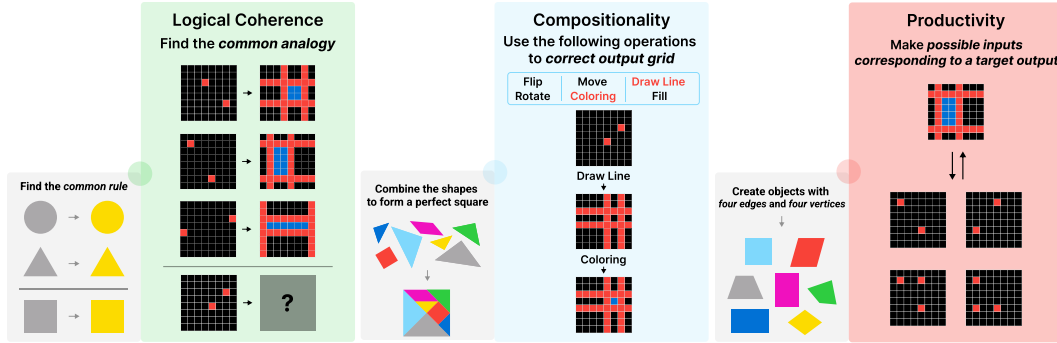 Logical Coherence
Find the common analogy
?
Find the common rule
Compositionality
Use the following operations
to correct output grid
Flip Move Draw Line
Rotate Coloring Fill
Draw Line
Coloring
Combine the shapes
to form a perfect square
Productivity
Make possible inputs
corresponding to a target output
Create objects with
four edges and four vertices